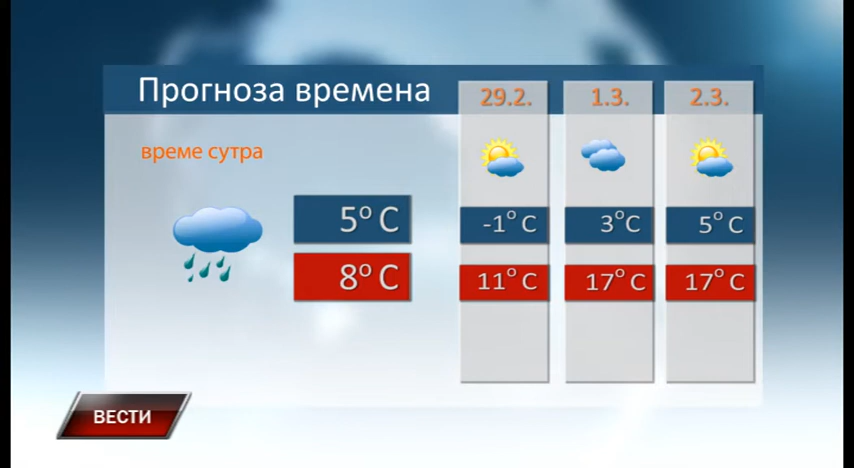 Прогноза времена
време сутра
5° C
8° C
29.2.
-1° C
11° C
1.3.
3°C
17° C
2.3.
5° C
17° C
ВЕСТИ